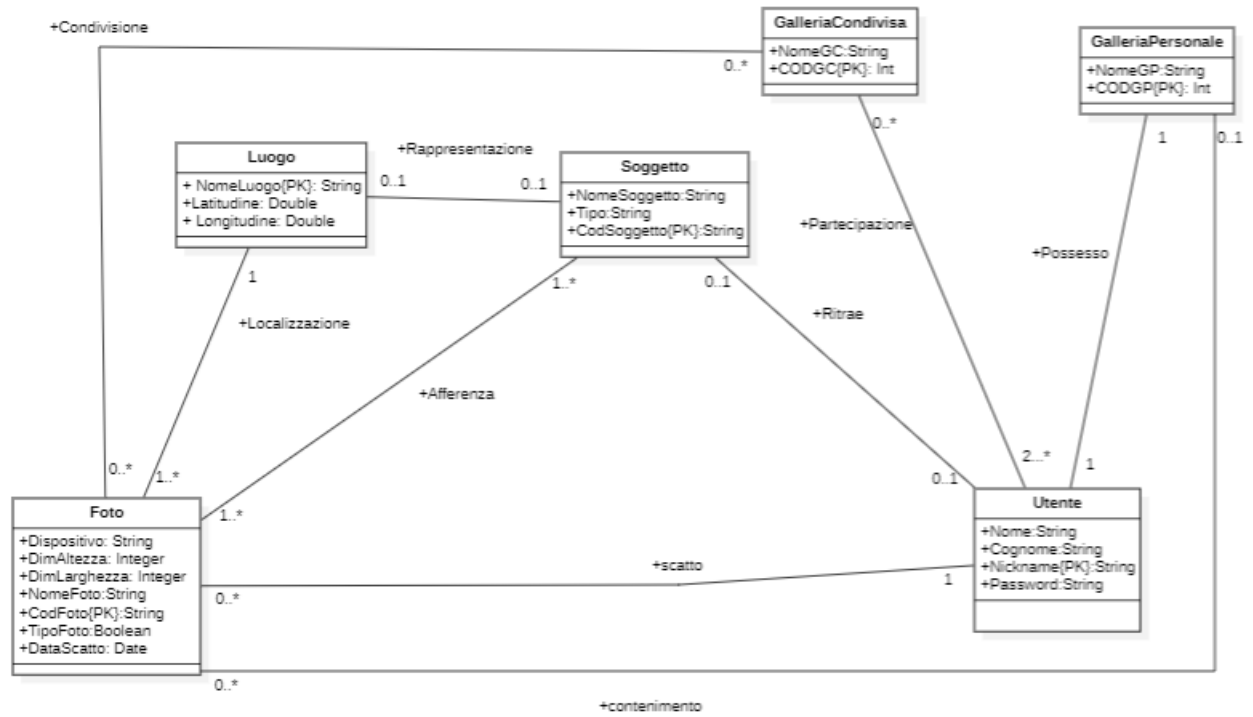 +Condivisione
GalleriaCondivisa
+NomeGC:String
+CODGC{PK}: Int
0..*
0..*
GalleriaPersonale
+NomeGP:String
+CODGP{PK}: Int
1
0..1
Luogo
+ NomeLuogo{PK}: String
+Latitudine: Double
+ Longitudine: Double
+Rappresentazione
0..1
0..1
Soggetto
+NomeSoggetto:String
+Tipo:String
+CodSoggetto{PK}:String
+Partecipazione
+Possesso
1
1..*
0..1
+Localizzazione
+Ritrae
+Afferenza
0..*
1..*
1..*
0..1
2...*
1
Foto
+Dispositivo: String
+DimAltezza: Integer
+DimLarghezza: Integer
+NomeFoto:String
+CodFoto{PK}:String
+TipoFoto:Boolean
+DataScatto: Date
Utente
+Nome:String
+Cognome:String
+Nickname{PK}:String
+Password:String
+scatto
0..*
1
0..*
+contenimento